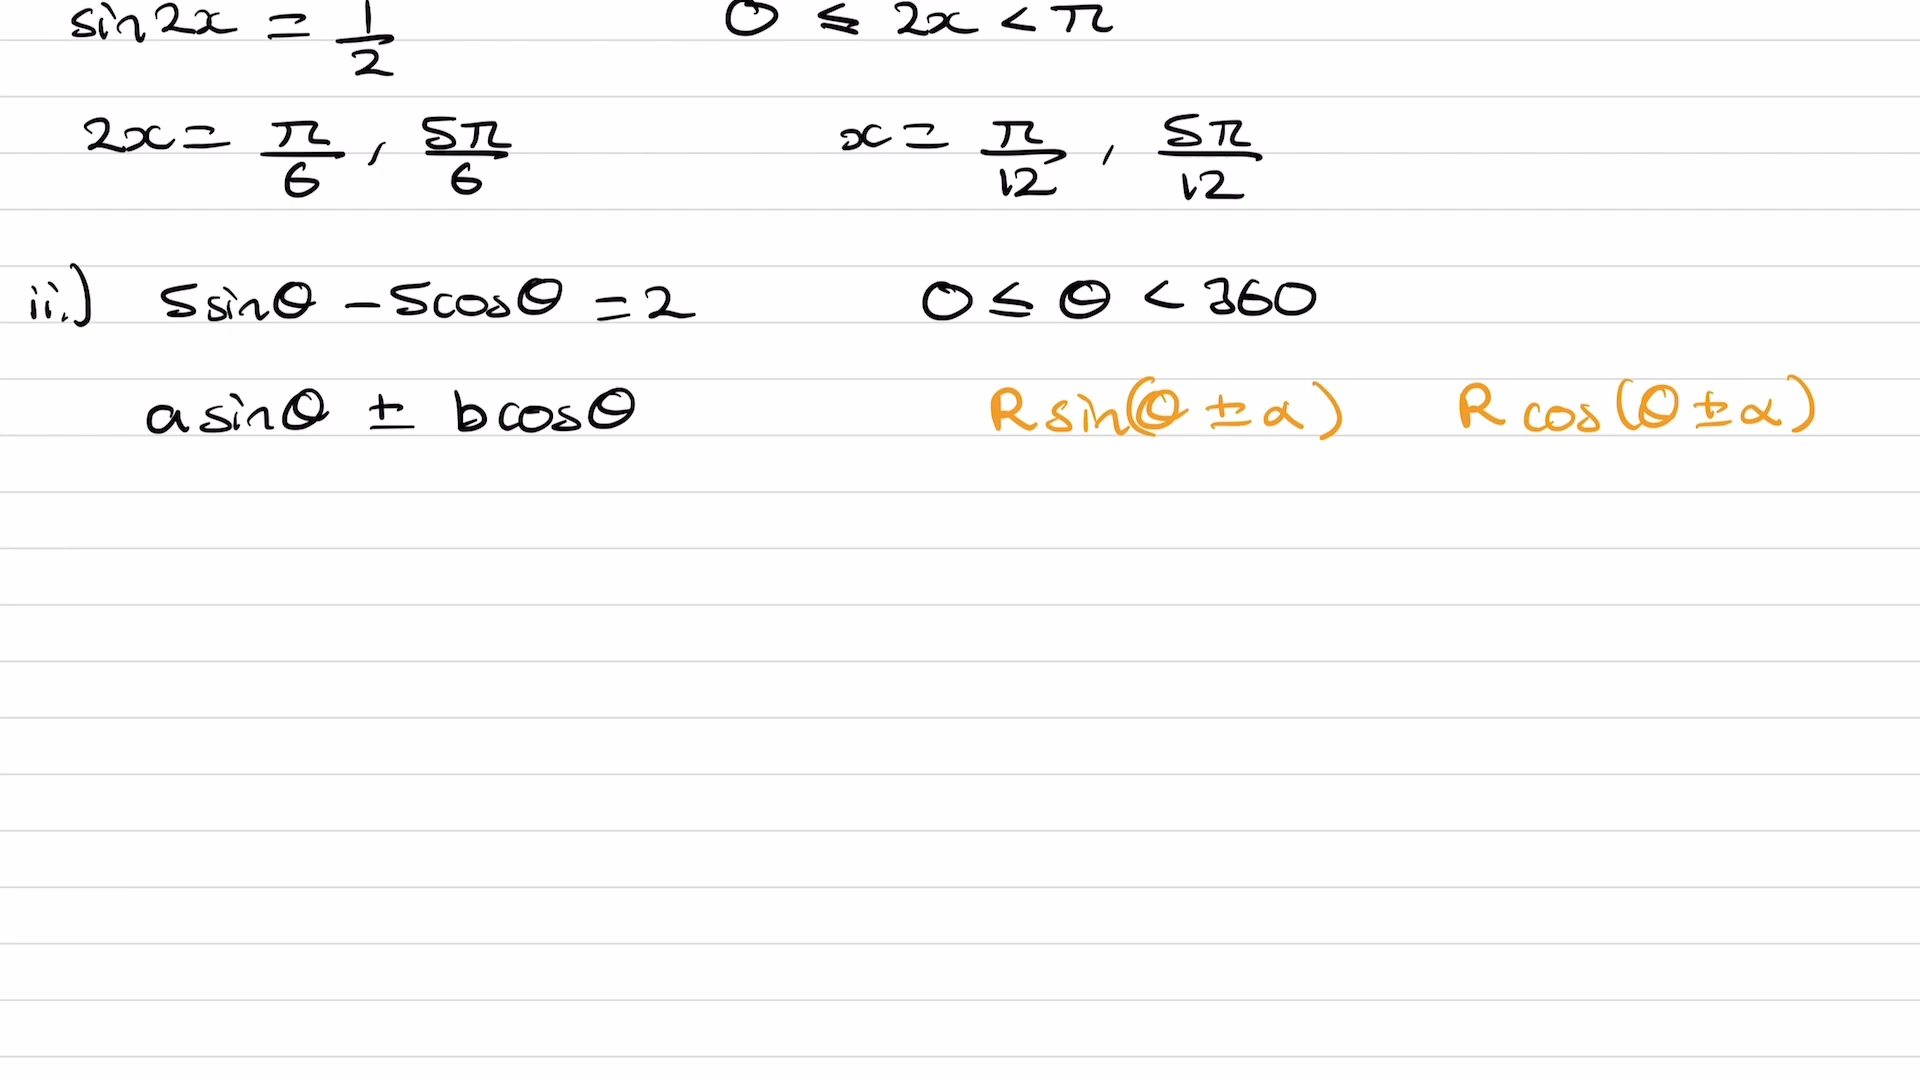 sin2x = 1/2 0 ≤ 2x < π
2x = π/6 , 5π/6 x = π/12 , 5π/12
ii.) 5sinθ - 5cosθ = 2 0 ≤ θ < 360
asinθ ± bcosθ Rsin(θ ± α) Rcos(θ ± α)